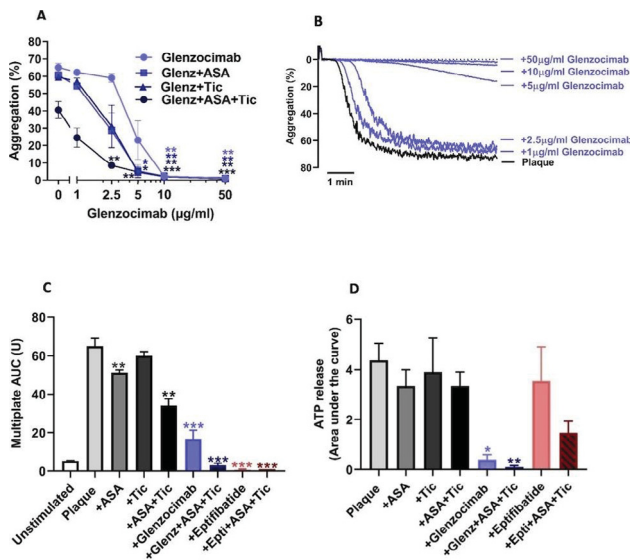 A
Aggregation (%)
70
60
50
40
30
20
10
0
0
1
2.5
5
10
50
Glenzocimab (µg/ml)
Glenzocimab
Glenz+ASA
Glenz+Tic
Glenz+ASA+Tic
**
*
*
**
**
**
**
***
**
**
**
***
B
Aggregation (%)
0
20
40
60
80
1 min
+50µg/ml Glenzocimab
+10µg/ml Glenzocimab
+5µg/ml Glenzocimab
+2.5µg/ml Glenzocimab
+1µg/ml Glenzocimab
Plaque
C
Multiplate AUC (U)
80
60
40
20
0
**
**
***
***
***
***
Unstimulated
Plaque
+ASA
+Tic
+ASA+Tic
+Glenzocimab
+Glenz+ASA+Tic
+Eptifibatide
+Epti+ASA+Tic
D
ATP release
(Area under the curve)
6
4
2
0
*
**
Plaque
+ASA
+Tic
+ASA+Tic
+Glenzocimab
+Glenz+ASA+Tic
+Eptifibatide
+Epti+ASA+Tic